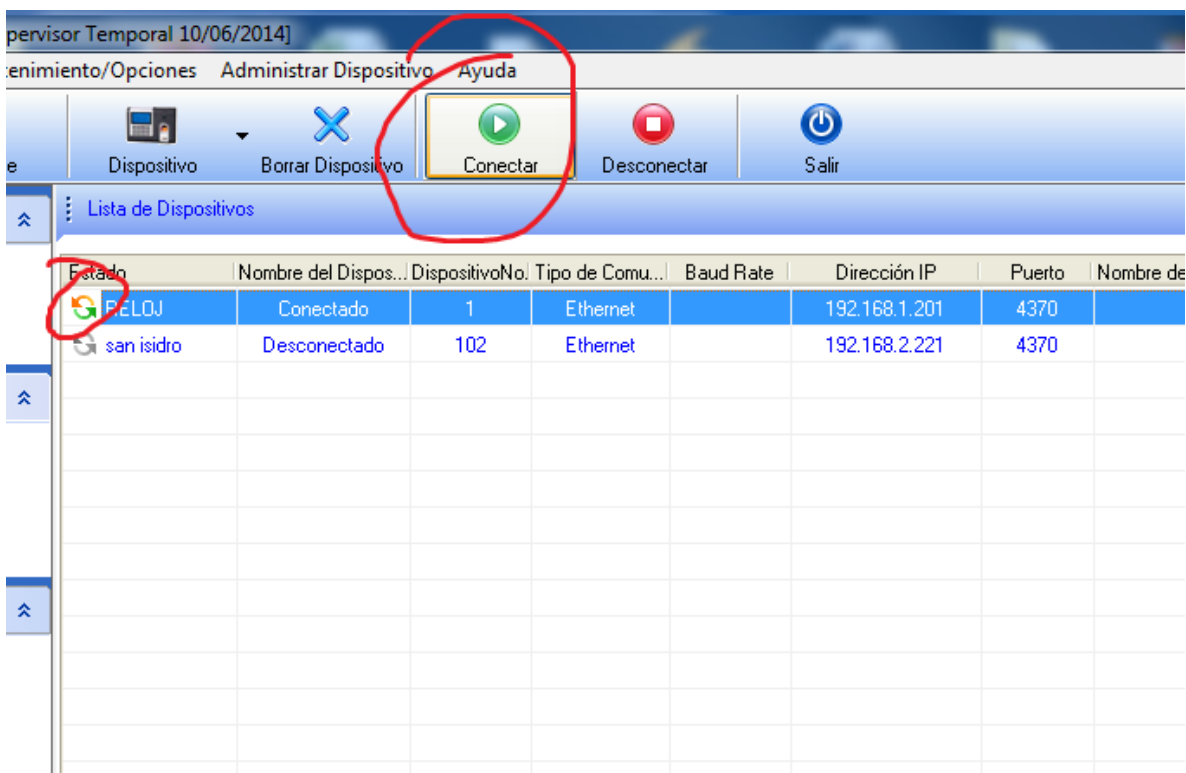 pervisor Temporal 10/06/2014]
tenimiento/Opciones Administrar Dispositivo Ayuda
e Dispositivo Borrar Dispositivo Conectar Desconectar Salir
Lista de Dispositivos
Estado Nombre del Dispos... DispositivoNo. Tipo de Comu... Baud Rate Dirección IP Puerto Nombre de
RELOJ Conectado 1 Ethernet 192.168.1.201 4370
san isidro Desconectado 102 Ethernet 192.168.2.221 4370